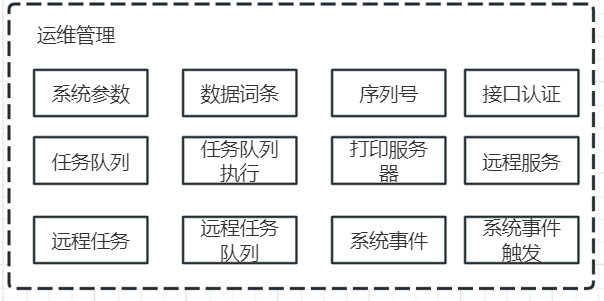 运维管理
系统参数
数据词条
序列号
接口认证
任务队列
任务队列
执行
打印服务
器
远程服务
远程任务
远程任务
队列
系统事件
系统事件
触发